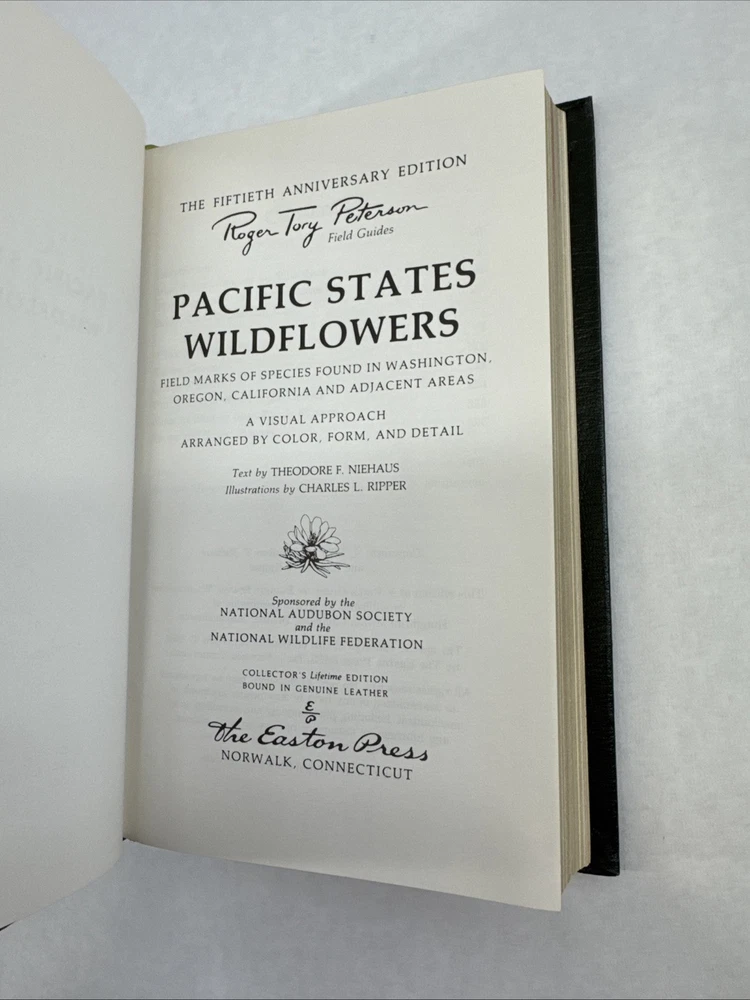 THE FIFTIETH ANNIVERSARY EDITION
Roger Tory Peterson
Field Guides
PACIFIC STATES
WILDFLOWERS
FIELD MARKS OF SPECIES FOUND IN WASHINGTON,
OREGON, CALIFORNIA AND ADJACENT AREAS
A VISUAL APPROACH
ARRANGED BY COLOR, FORM, AND DETAIL
Text by THEODORE F. NIEHAUS
Illustrations by CHARLES L. RIPPER
Sponsored by the
NATIONAL AUDUBON SOCIETY
and the
NATIONAL WILDLIFE FEDERATION
COLLECTOR'S Lifetime EDITION
BOUND IN GENUINE LEATHER
E
P
The Easton Press
NORWALK, CONNECTICUT